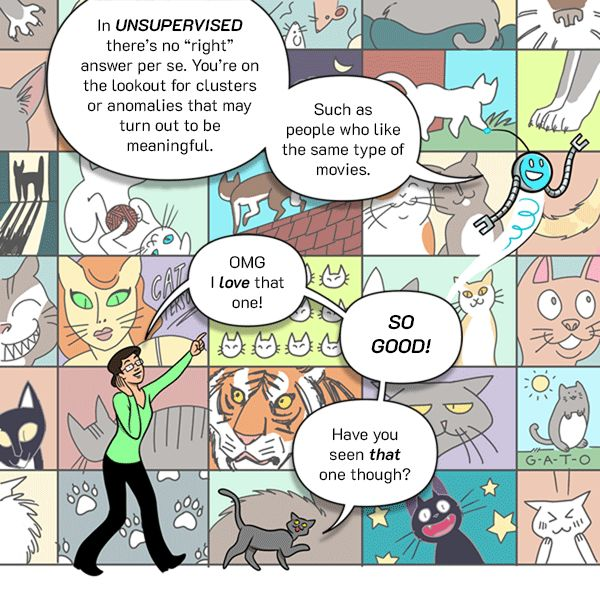 In UNSUPERVISED
there's no "right"
answer per se. You're on
the lookout for clusters
or anomalies that may
turn out to be
meaningful.
Such as
people who like
the same type of
movies.
OMG
I love that
one!
SO
GOOD!
Have you
seen that
one though?
CAT
G-A-T-O